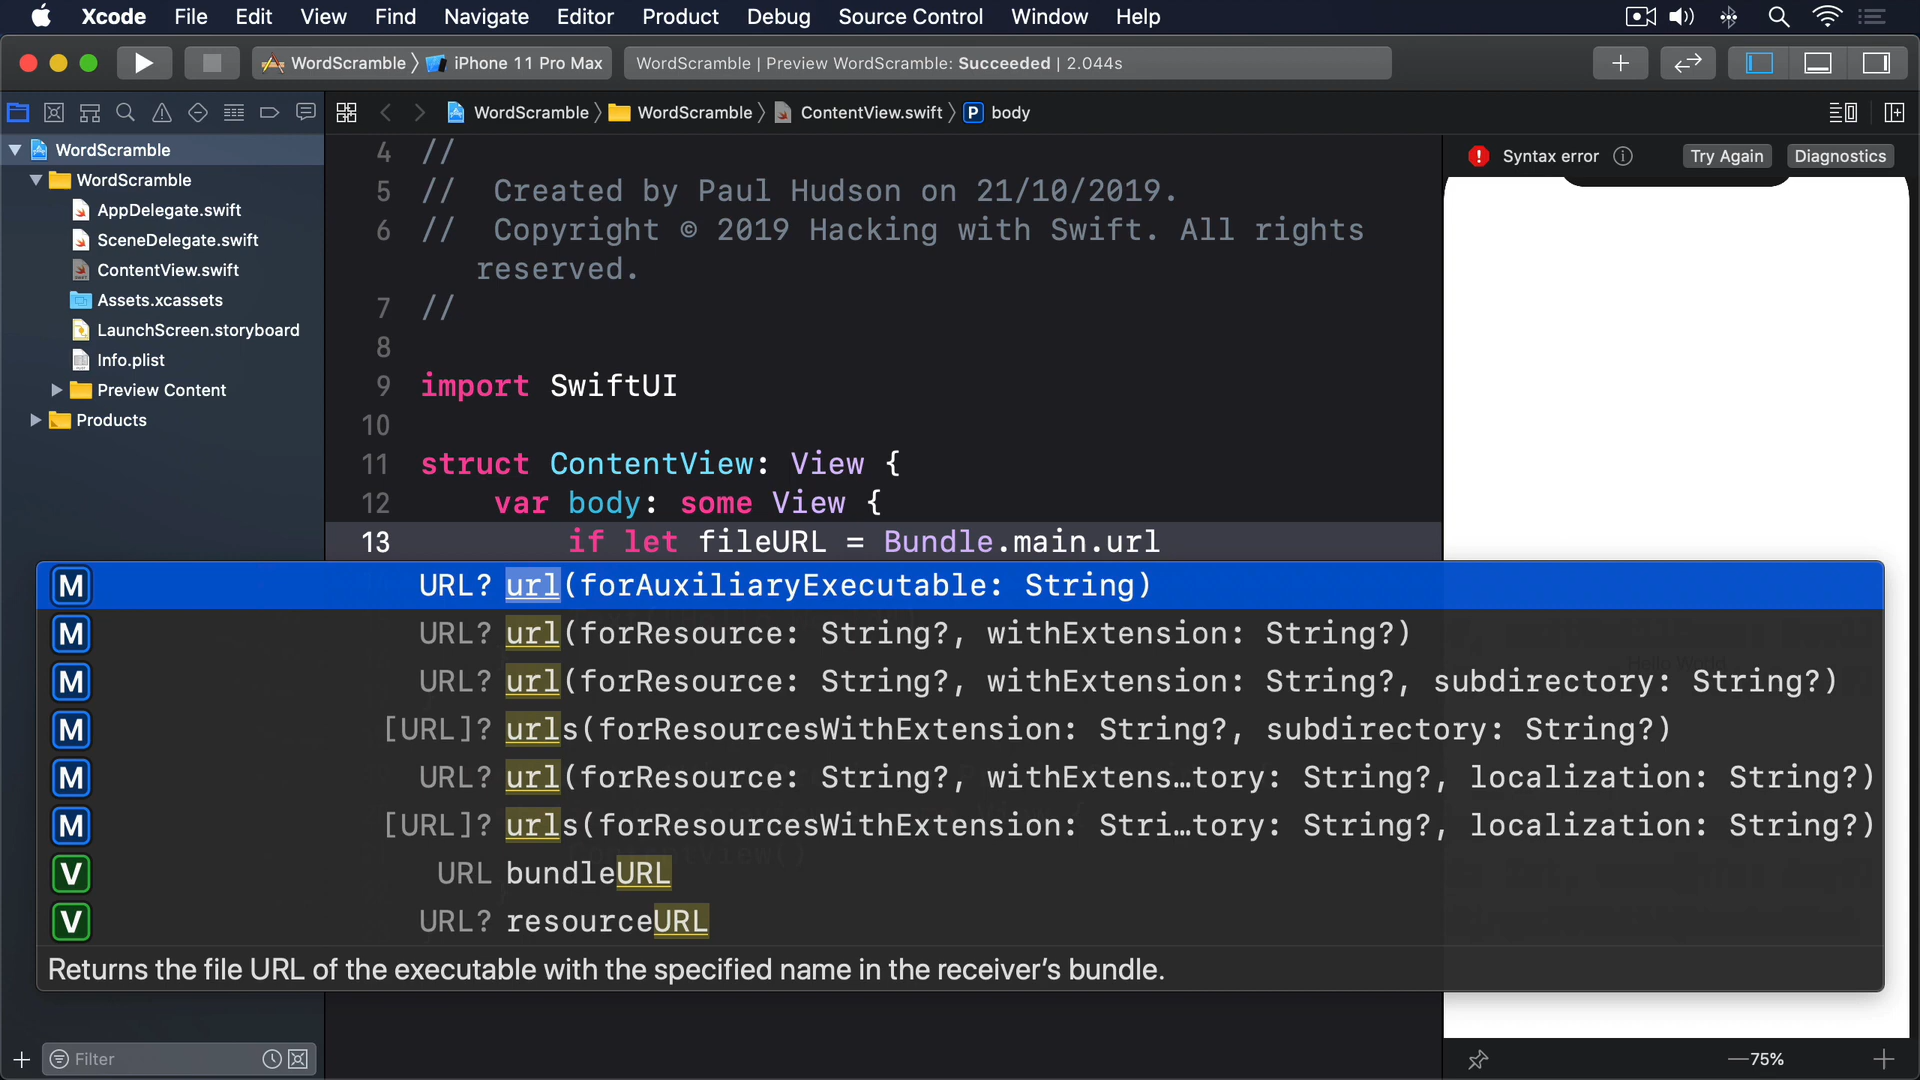 Xcode File Edit View Find Navigate Editor Product Debug Source Control Window Help
WordScramble iPhone 11 Pro Max WordScramble | Preview WordScramble: Succeeded | 2.044s
WordScramble WordScramble ContentView.swift P body
WordScramble
WordScramble
AppDelegate.swift
SceneDelegate.swift
ContentView.swift
Assets.xcassets
LaunchScreen.storyboard
Info.plist
Preview Content
Products
Filter
4 //
5 // Created by Paul Hudson on 21/10/2019.
6 // Copyright © 2019 Hacking with Swift. All rights
reserved.
7 //
8
9 import SwiftUI
10
11 struct ContentView: View {
12 var body: some View {
13 if let fileURL = Bundle.main.url
M URL? url(forAuxiliaryExecutable: String)
M URL? url(forResource: String?, withExtension: String?)
M URL? url(forResource: String?, withExtension: String?, subdirectory: String?)
M [URL]? urls(forResourcesWithExtension: String?, subdirectory: String?)
M URL? url(forResource: String?, withExtens…tory: String?, localization: String?)
M [URL]? urls(forResourcesWithExtension: Stri…tory: String?, localization: String?)
V URL bundleURL
V URL? resourceURL
Returns the file URL of the executable with the specified name in the receiver's bundle.
Syntax error Try Again Diagnostics
Hello World
75%